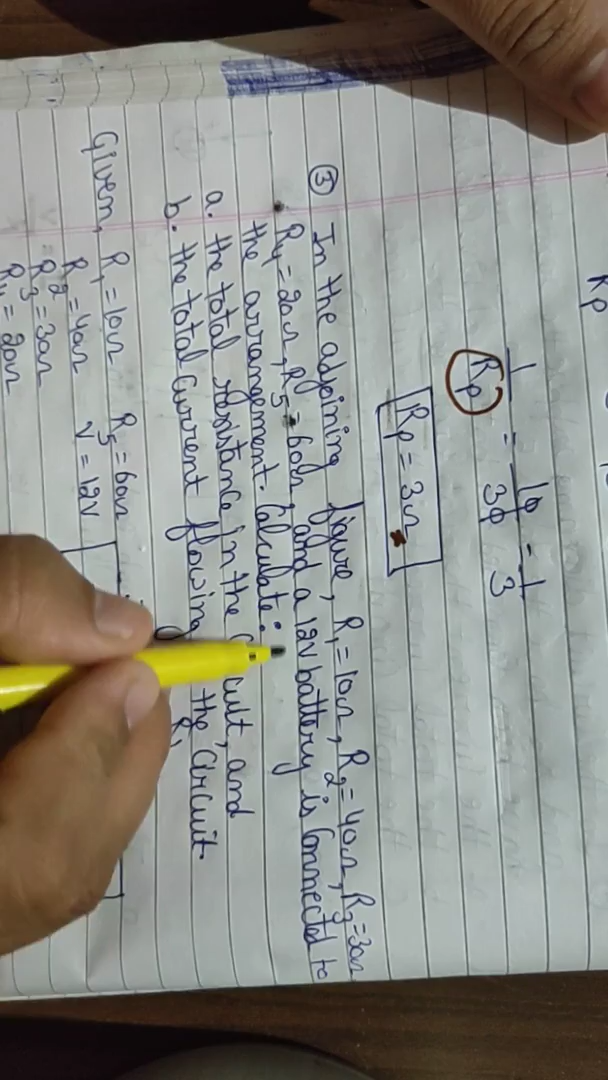 Rp
1/Rp = 10/30 = 1/3
Rp = 3Ω
③ In the adjoining figure, R1=10Ω, R2=40Ω, R3=30Ω
R4=20Ω, R5=60Ω, and a 12V battery is connected to
the arrangement. Calculate:
a. the total resistance in the and
b. the total current flowing the circuit
Given, R1=10Ω R5=60Ω
R2=40Ω V=12V
R3=30Ω
R4=20Ω